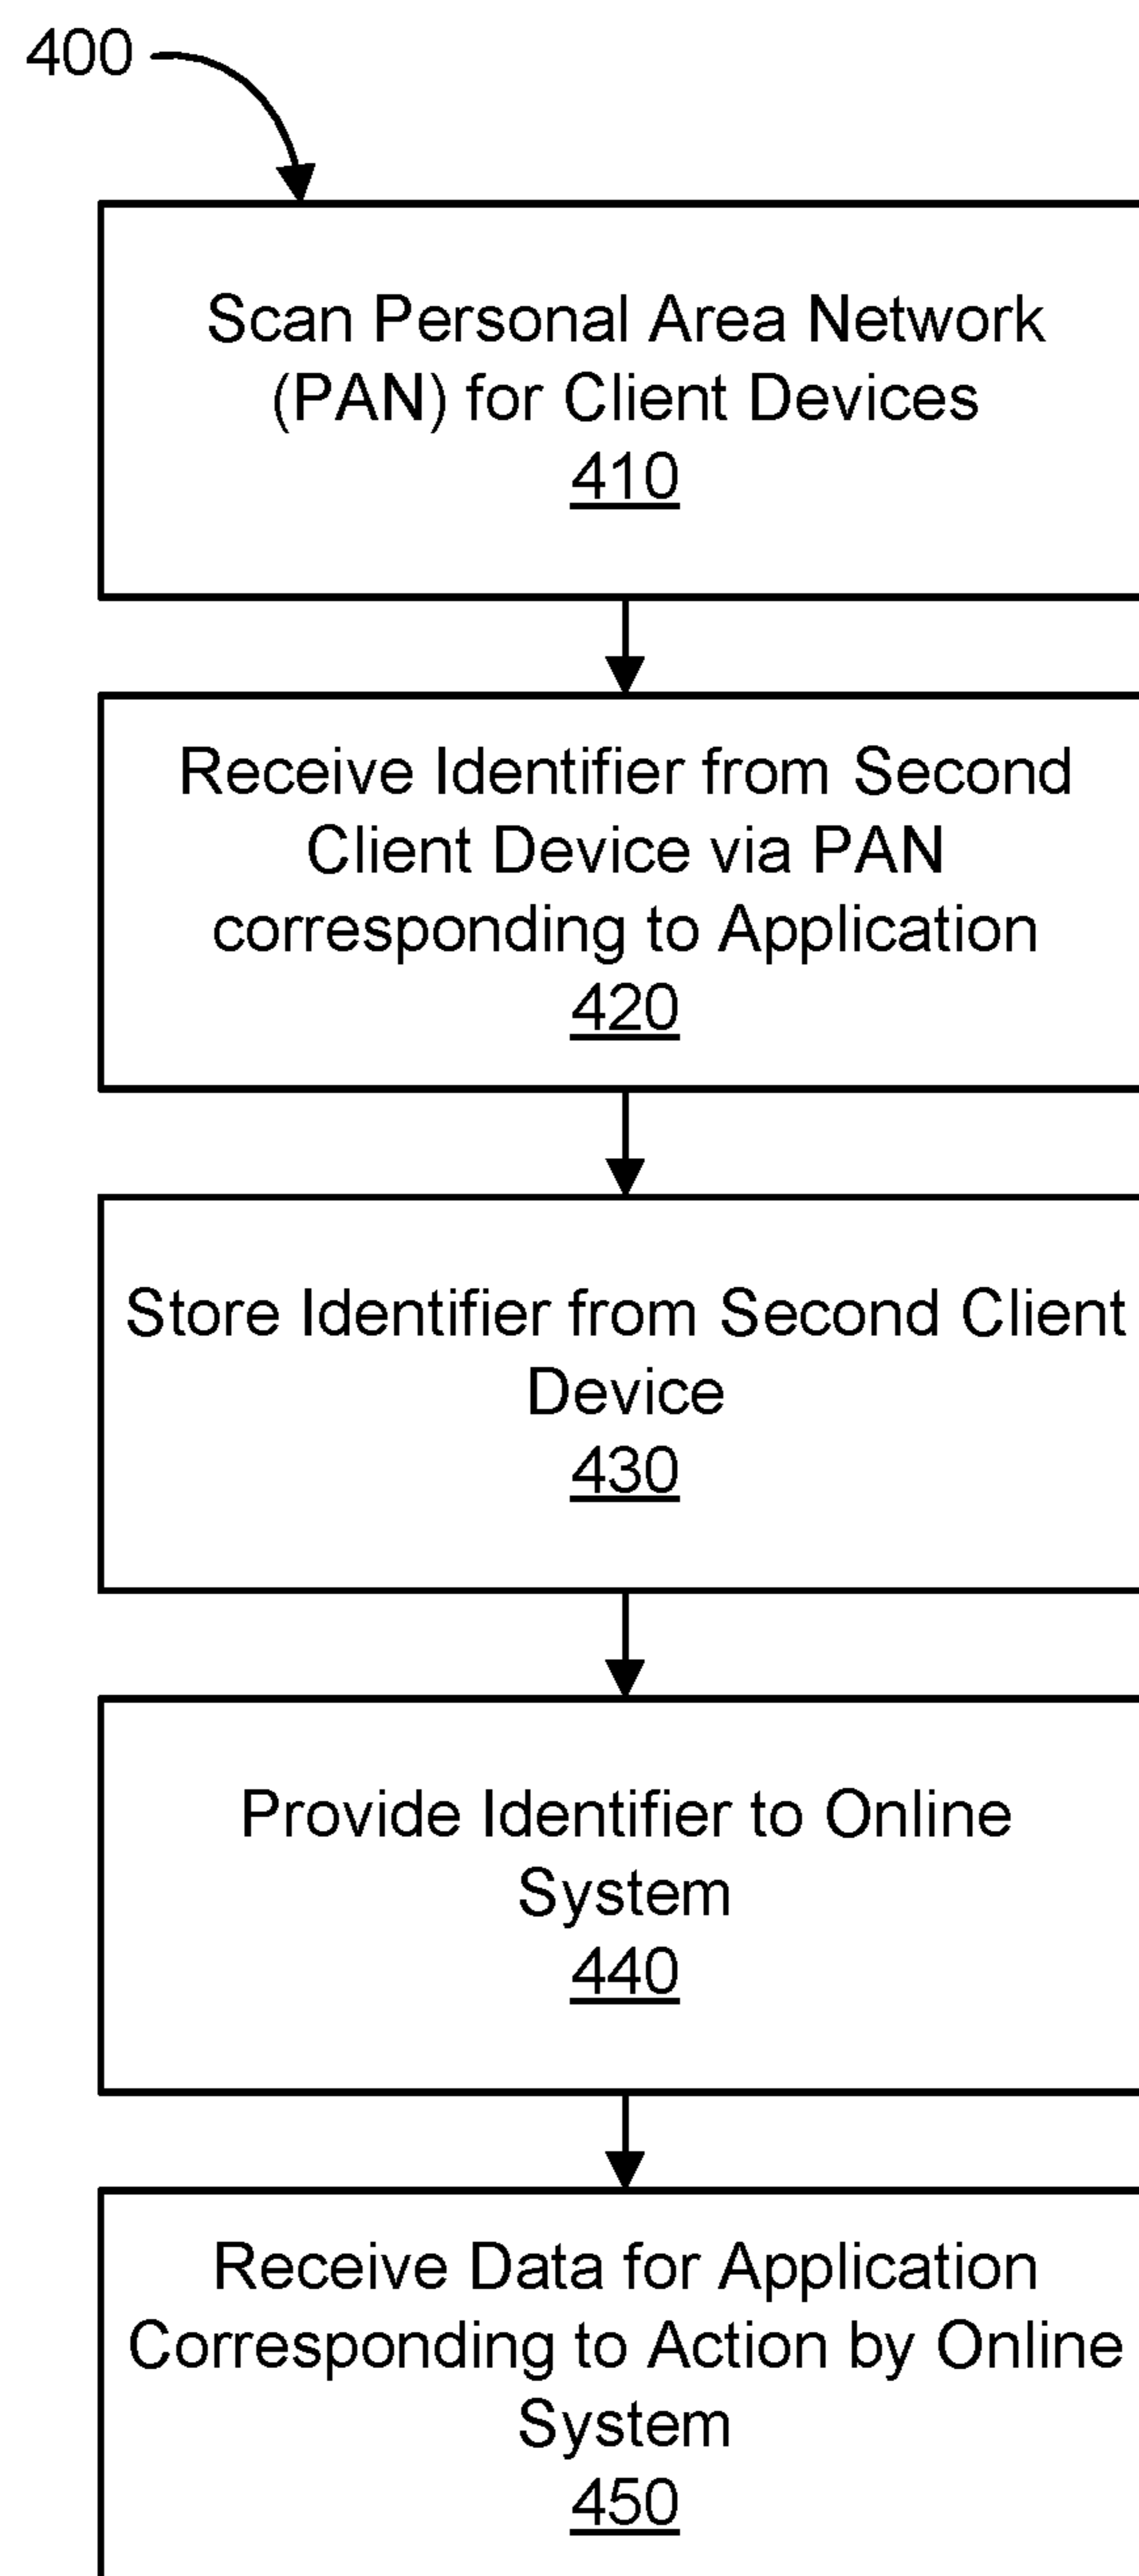 400
Scan Personal Area Network
(PAN) for Client Devices
410
Receive Identifier from Second
Client Device via PAN
corresponding to Application
420
Store Identifier from Second Client
Device
430
Provide Identifier to Online
System
440
Receive Data for Application
Corresponding to Action by Online
System
450